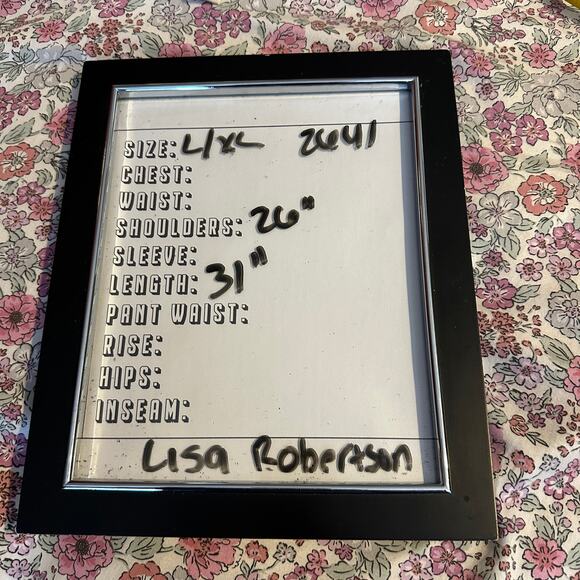 SIZE: L/XL 2641
CHEST:
WAIST:
SHOULDERS: 26"
SLEEVE:
LENGTH: 31"
PANT WAIST:
RISE:
HIPS:
INSEAM:
Lisa Robertson